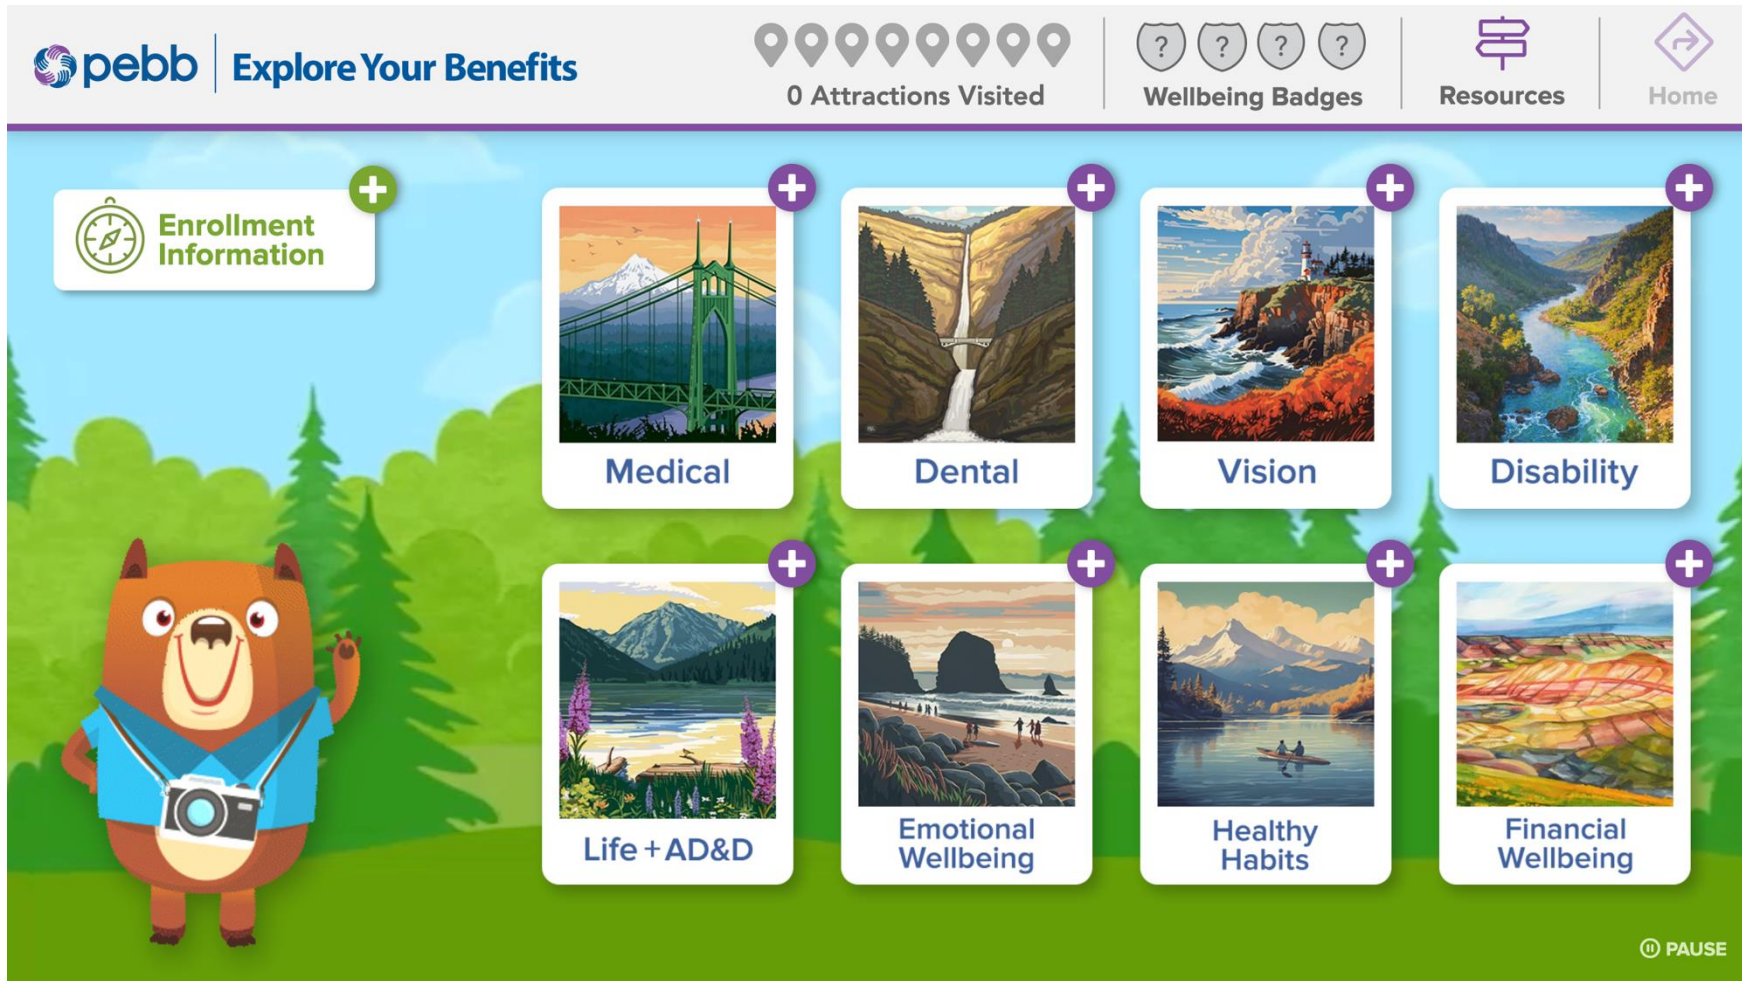 pebb
Explore Your Benefits
0 Attractions Visited
? ? ? ?
Wellbeing Badges
Resources
Home
Enrollment
Information
Medical
Dental
Vision
Disability
Life + AD&D
Emotional
Wellbeing
Healthy
Habits
Financial
Wellbeing
PAUSE